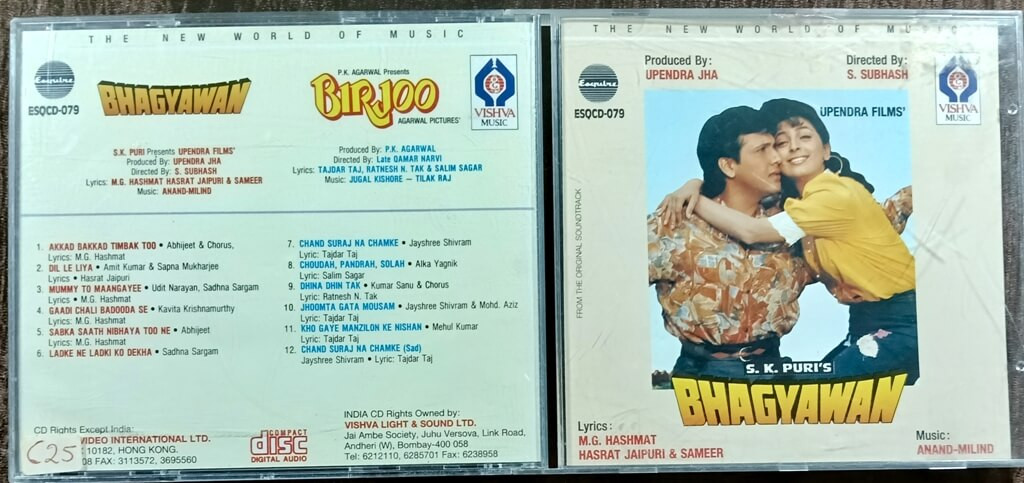 THE NEW WORLD OF MUSIC
Esquire
ESQCD-079
BHAGYAWAN
P.K. AGARWAL Presents
BIRJOO
AGARWAL PICTURES'
VISHVA
MUSIC
S.K. PURI Presents UPENDRA FILMS'
Produced By: UPENDRA JHA
Directed By: S. SUBHASH
Lyrics: M.G. HASHMAT HASRAT JAIPURI & SAMEER
Music: ANAND-MILIND
Produced By: P.K. AGARWAL
Directed By: Late QAMAR NARVI
Lyrics: TAJDAR TAJ, RATNESH N. TAK & SALIM SAGAR
Music: JUGAL KISHORE – TILAK RAJ
1. AKKAD BAKKAD TIMBAK TOO • Abhijeet & Chorus,
Lyrics: M.G. Hashmat
2. DIL LE LIYA • Amit Kumar & Sapna Mukharjee
Lyrics • Hasrat Jaipuri
3. MUMMY TO MAANGAYEE • Udit Narayan, Sadhna Sargam
Lyrics • M.G. Hashmat
4. GAADI CHALI BADOODA SE • Kavita Krishnamurthy
Lyrics: M.G. Hashmat
5. SABKA SAATH NIBHAYA TOO NE • Abhijeet
Lyrics: M.G. Hashmat
6. LADKE NE LADKI KO DEKHA • Sadhna Sargam
7. CHAND SURAJ NA CHAMKE • Jayshree Shivram
Lyric: Tajdar Taj
8. CHOUDAH, PANDRAH, SOLAH • Alka Yagnik
Lyric: Salim Sagar
9. DHINA DHIN TAK • Kumar Sanu & Chorus
Lyric: Ratnesh N. Tak
10. JHOOMTA GATA MOUSAM • Jayshree Shivram & Mohd. Aziz
Lyric: Tajdar Taj
11. KHO GAYE MANZILON KE NISHAN • Mehul Kumar
Lyric: Tajdar Taj
12. CHAND SURAJ NA CHAMKE (Sad)
Jayshree Shivram • Lyric: Tajdar Taj
CD Rights Except India:
VIDEO INTERNATIONAL LTD.
10182, HONG KONG.
08 FAX: 3113572, 3695560
C25
COMPACT
disc
DIGITAL AUDIO
INDIA CD Rights Owned by:
VISHVA LIGHT & SOUND LTD.
Jai Ambe Society, Juhu Versova, Link Road,
Andheri (W), Bombay-400 058
Tel: 6212110, 6285701 Fax: 6238958
THE NEW WORLD OF MUSIC
Esquire
ESQCD-079
Produced By:
UPENDRA JHA
Directed By:
S. SUBHASH
VISHVA
MUSIC
UPENDRA FILMS'
FROM THE ORIGINAL SOUNDTRACK
S. K. PURI'S
BHAGYAWAN
Lyrics:
M.G. HASHMAT
HASRAT JAIPURI & SAMEER
Music:
ANAND-MILIND